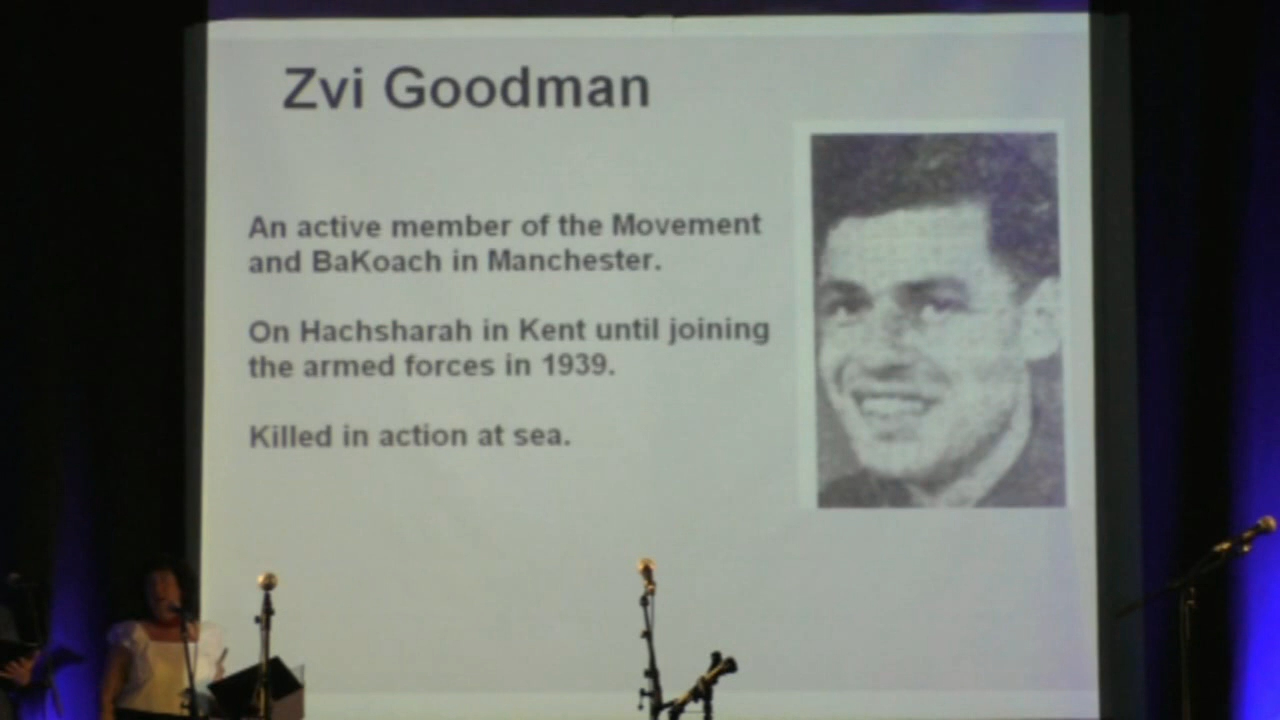 Zvi Goodman
An active member of the Movement
and BaKoach in Manchester.
On Hachsharah in Kent until joining
the armed forces in 1939.
Killed in action at sea.